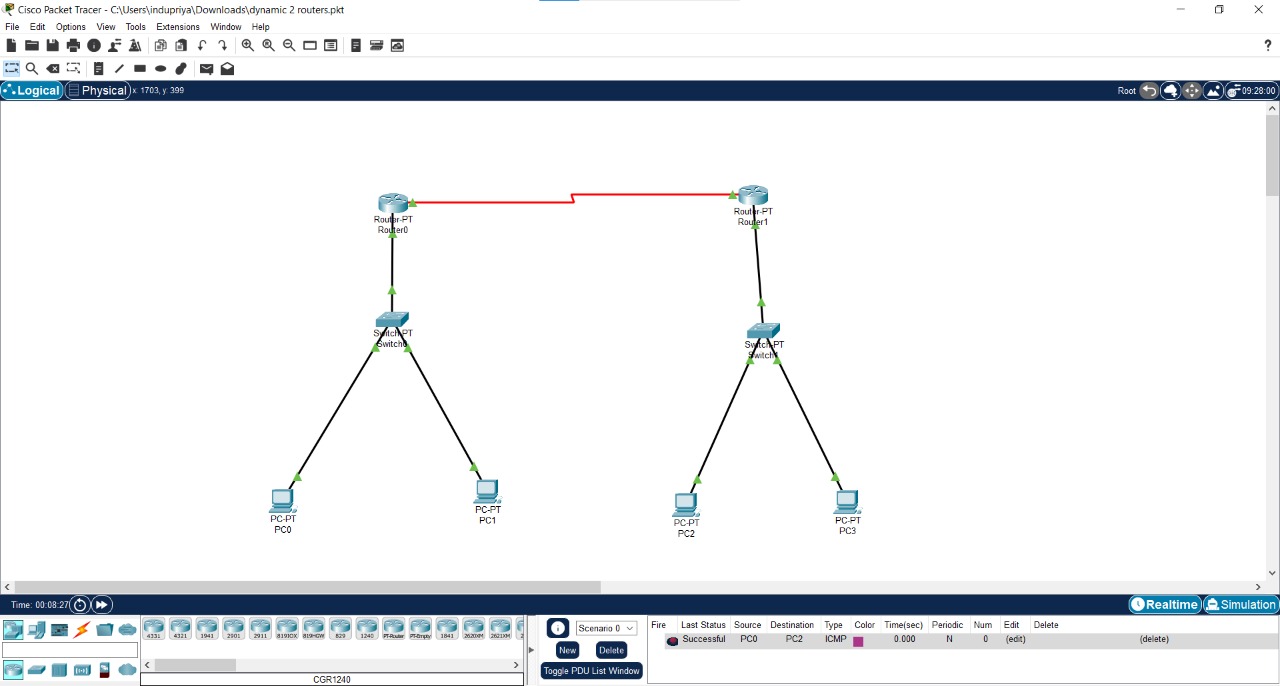 Cisco Packet Tracer - C:\Users\indupriya\Downloads\dynamic 2 routers.pkt
File Edit Options View Tools Extensions Window Help
?
Logical Physical x: 1703, y: 399 Root 09:28:00
Router-PT
Router0
Router-PT
Router1
Switch-PT
Switch0
Switch-PT
Switch1
PC-PT
PC0
PC-PT
PC1
PC-PT
PC2
PC-PT
PC3
Time: 00:08:27 Realtime Simulation
4331 4321 1941 2901 2911 819IOX 819HGW 829 1240 PT-Router PT-Empty 1841 2620XM 2621XM 2
CGR1240
Scenario 0
New Delete
Toggle PDU List Window
Fire Last Status Source Destination Type Color Time(sec) Periodic Num Edit Delete
Successful PC0 PC2 ICMP 0.000 N 0 (edit) (delete)